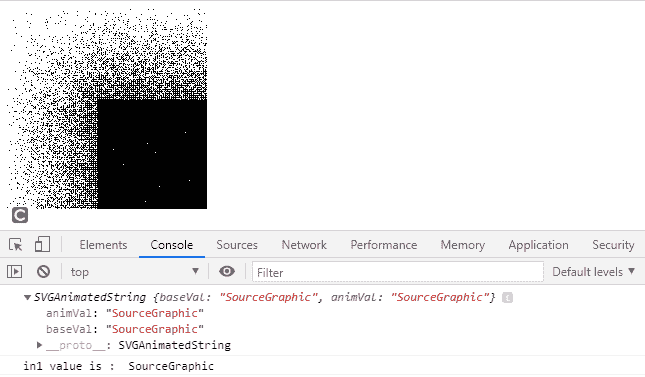 C
Elements Console Sources Network Performance Memory Application Security
top Filter Default levels
SVGAnimatedString {baseVal: "SourceGraphic", animVal: "SourceGraphic"} i
animVal: "SourceGraphic"
baseVal: "SourceGraphic"
__proto__: SVGAnimatedString
in1 value is : SourceGraphic